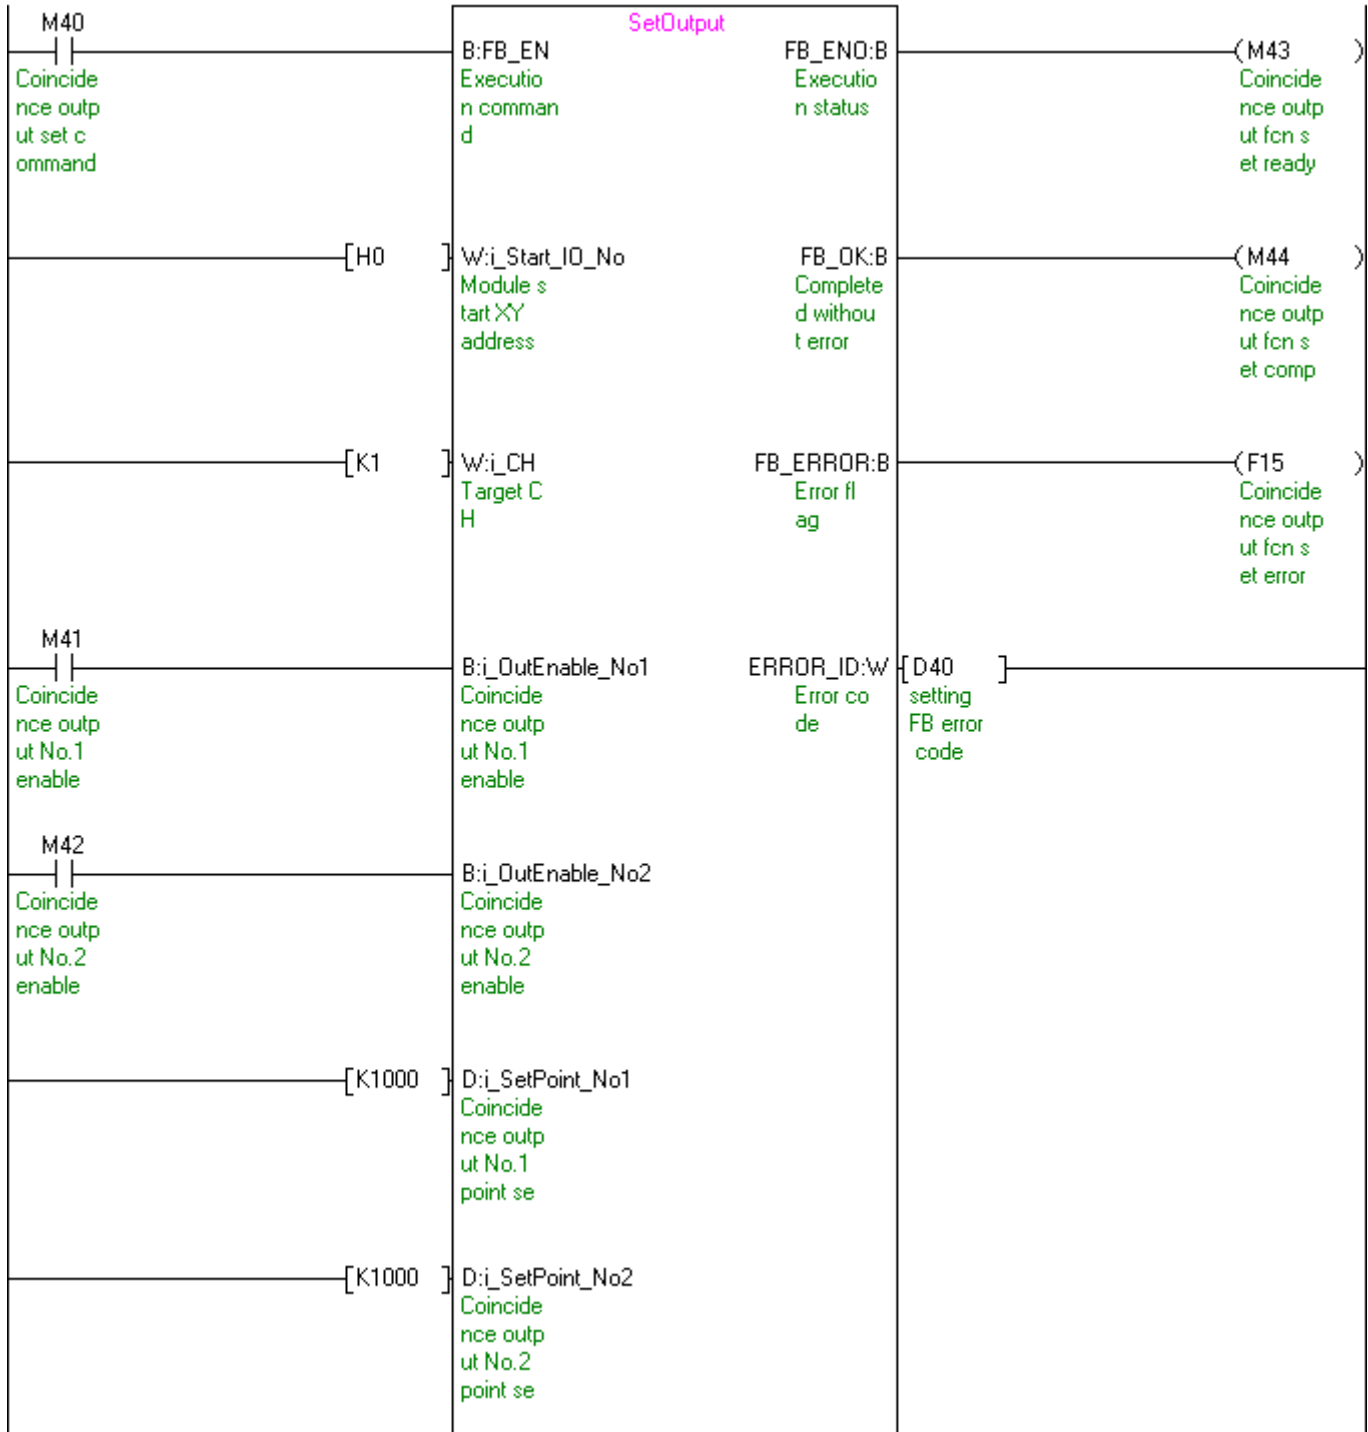 SetOutput
M40
B:FB_EN
FB_ENO:B
(M43 )
Coincide
nce outp
ut set c
ommand
Executio
n comman
d
Executio
n status
Coincide
nce outp
ut fcn s
et ready
[H0 ]
W:i_Start_IO_No
FB_OK:B
(M44 )
Module s
tart XY
address
Complete
d withou
t error
Coincide
nce outp
ut fcn s
et comp
[K1 ]
W:i_CH
FB_ERROR:B
(F15 )
Target C
H
Error fl
ag
Coincide
nce outp
ut fcn s
et error
M41
B:i_OutEnable_No1
ERROR_ID:W
[D40 ]
Coincide
nce outp
ut No.1
enable
Coincide
nce outp
ut No.1
enable
Error co
de
setting
FB error
code
M42
B:i_OutEnable_No2
Coincide
nce outp
ut No.2
enable
Coincide
nce outp
ut No.2
enable
[K1000 ]
D:i_SetPoint_No1
Coincide
nce outp
ut No.1
point se
[K1000 ]
D:i_SetPoint_No2
Coincide
nce outp
ut No.2
point se